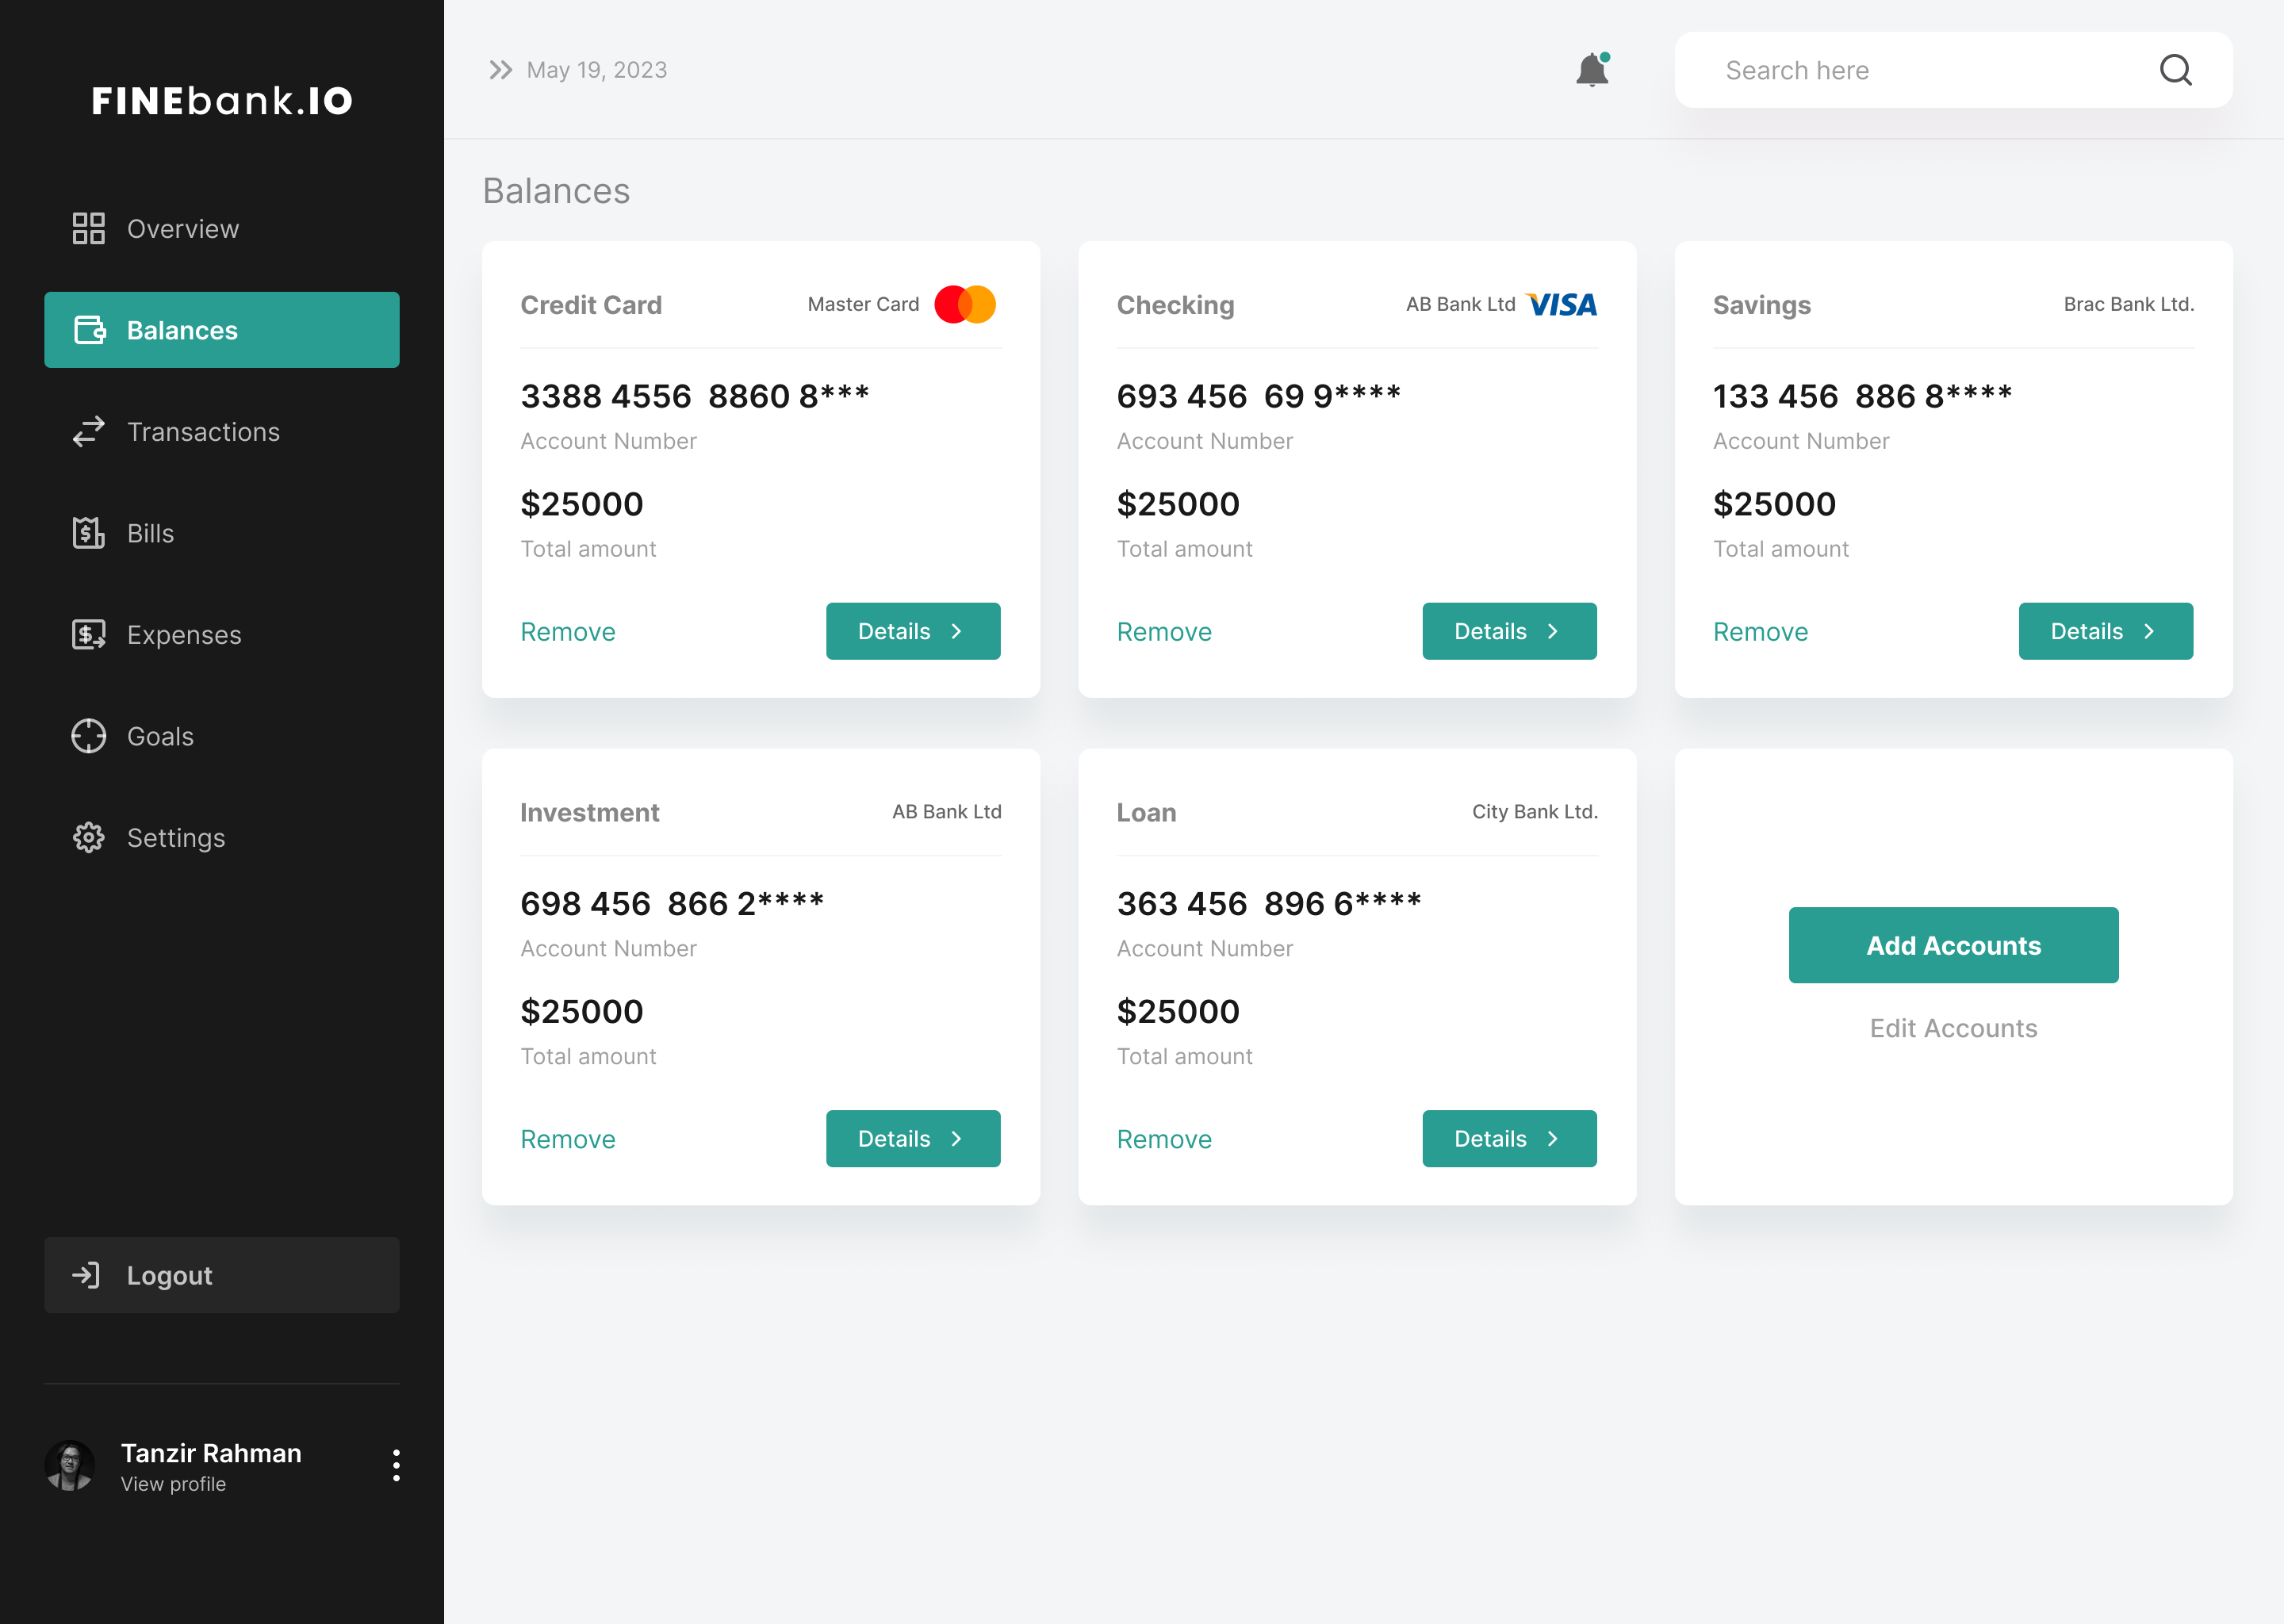 FINEbank.IO
Overview
Balances
Transactions
Bills
Expenses
Goals
Settings
Logout
Tanzir Rahman
View profile
May 19, 2023
Search here
Balances
Credit Card Master Card
3388 4556 8860 8***
Account Number
$25000
Total amount
Remove Details
Checking AB Bank Ltd VISA
693 456 69 9****
Account Number
$25000
Total amount
Remove Details
Savings Brac Bank Ltd.
133 456 886 8****
Account Number
$25000
Total amount
Remove Details
Investment AB Bank Ltd
698 456 866 2****
Account Number
$25000
Total amount
Remove Details
Loan City Bank Ltd.
363 456 896 6****
Account Number
$25000
Total amount
Remove Details
Add Accounts
Edit Accounts